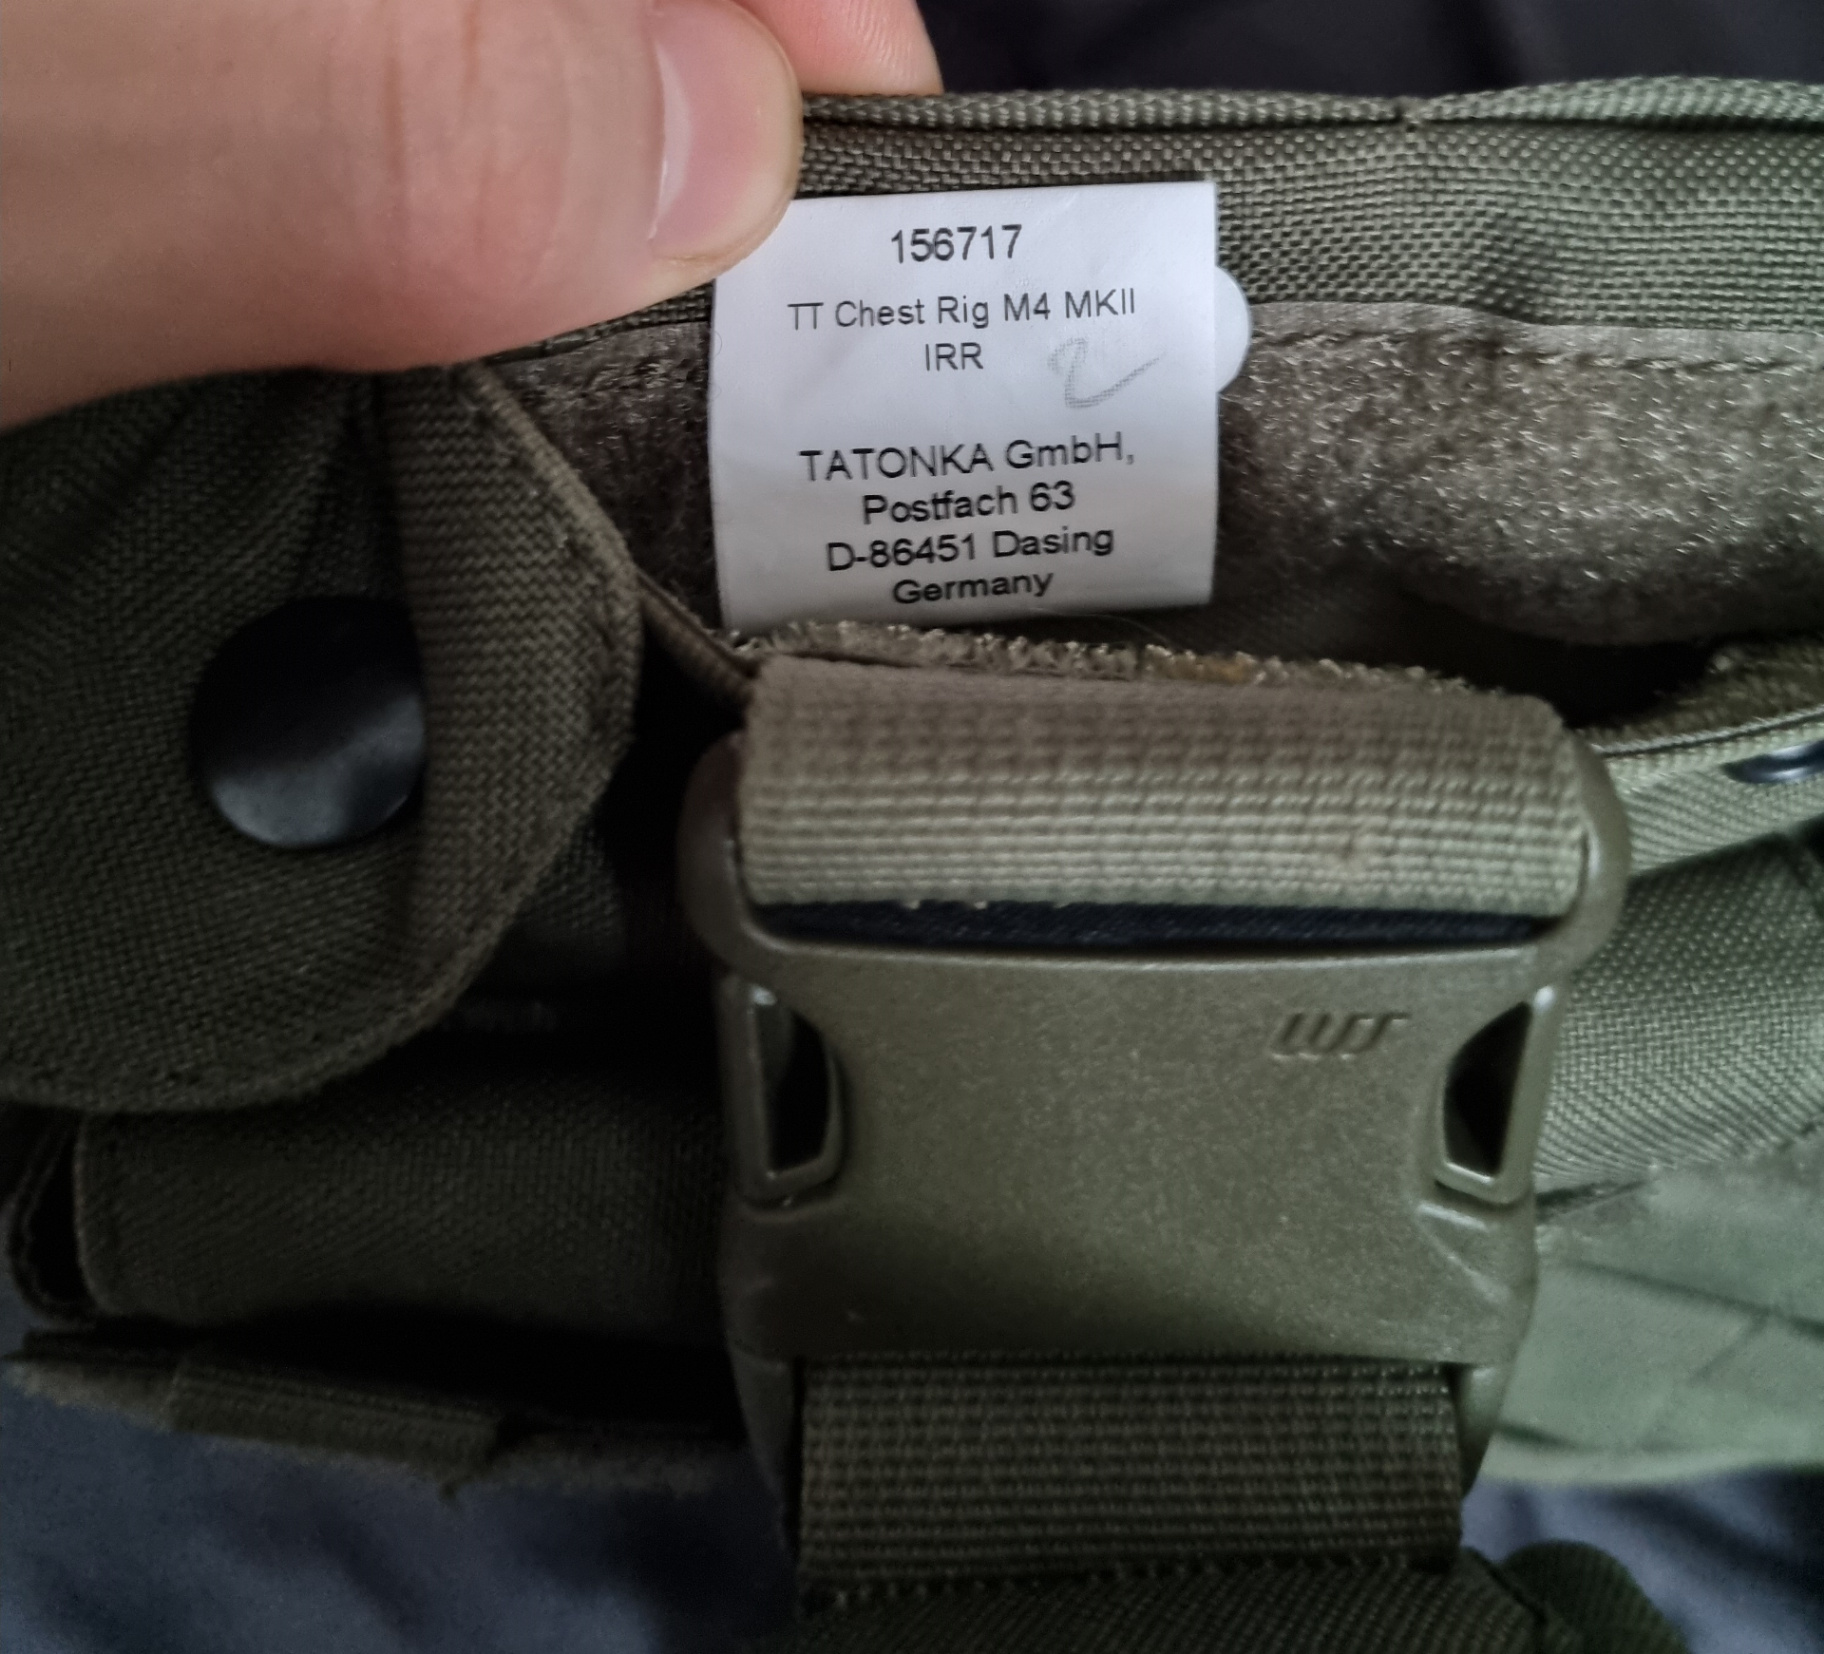 156717
TT Chest Rig M4 MKII
IRR
TATONKA GmbH,
Postfach 63
D-86451 Dasing
Germany